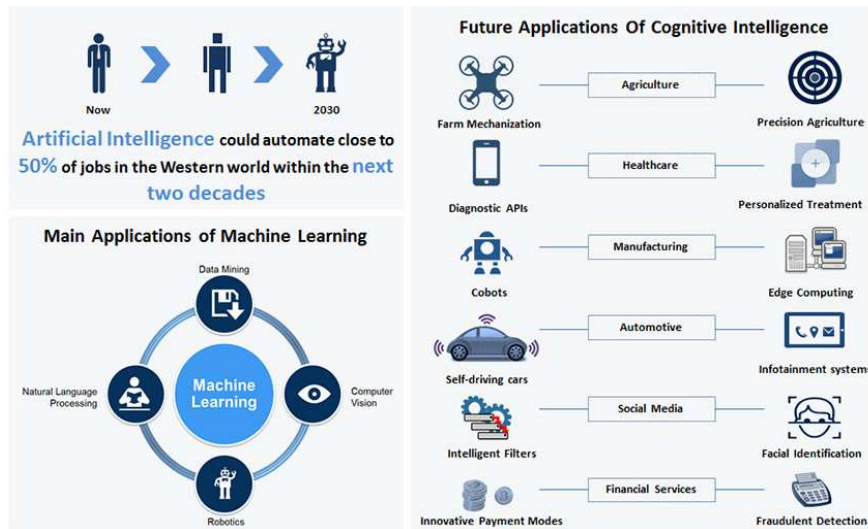 Now
2030
Artificial Intelligence could automate close to
50% of jobs in the Western world within the next
two decades
Main Applications of Machine Learning
Data Mining
Natural Language
Processing
Machine
Learning
Computer
Vision
Robotics
Future Applications Of Cognitive Intelligence
Agriculture
Farm Mechanization
Precision Agriculture
Healthcare
Diagnostic APIs
Personalized Treatment
Manufacturing
Cobots
Edge Computing
Automotive
Self-driving cars
Infotainment systems
Social Media
Intelligent Filters
Facial Identification
Financial Services
Innovative Payment Modes
Fraudulent Detection